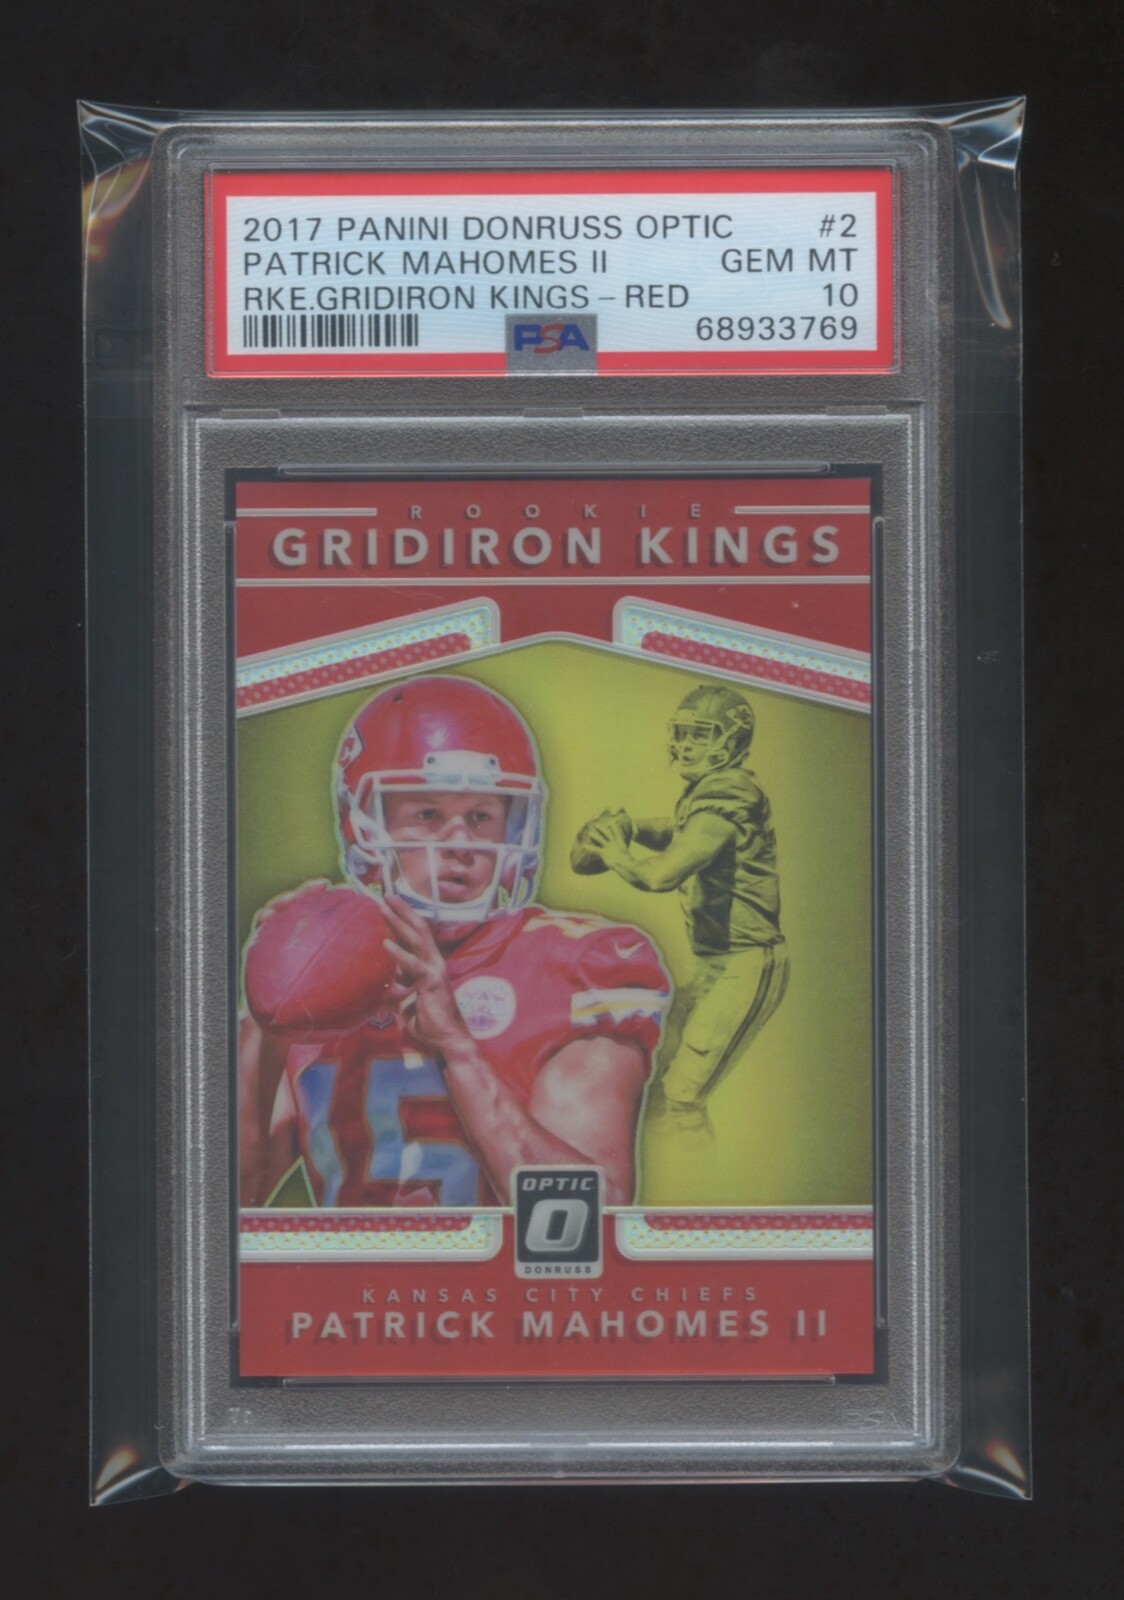 2017 PANINI DONRUSS OPTIC #2
PATRICK MAHOMES II GEM MT
RKE.GRIDIRON KINGS – RED 10
PSA 68933769
ROOKIE
GRIDIRON KINGS
15
OPTIC
O
DONRUSS
KANSAS CITY CHIEFS
PATRICK MAHOMES II